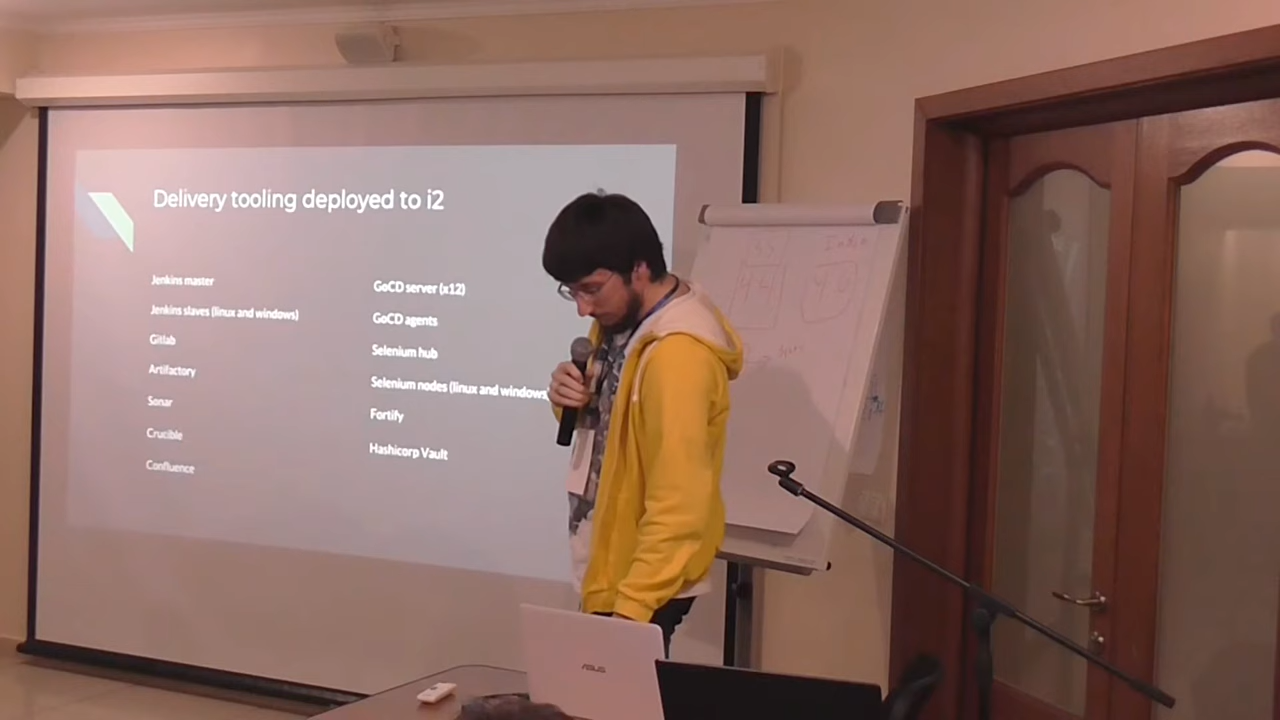 Delivery tooling deployed to i2
Jenkins master
Jenkins slaves (linux and windows)
Gitlab
Artifactory
Sonar
Crucible
Confluence
GoCD server (x12)
GoCD agents
Selenium hub
Selenium nodes (linux and windows)
Fortify
Hashicorp Vault
ASUS